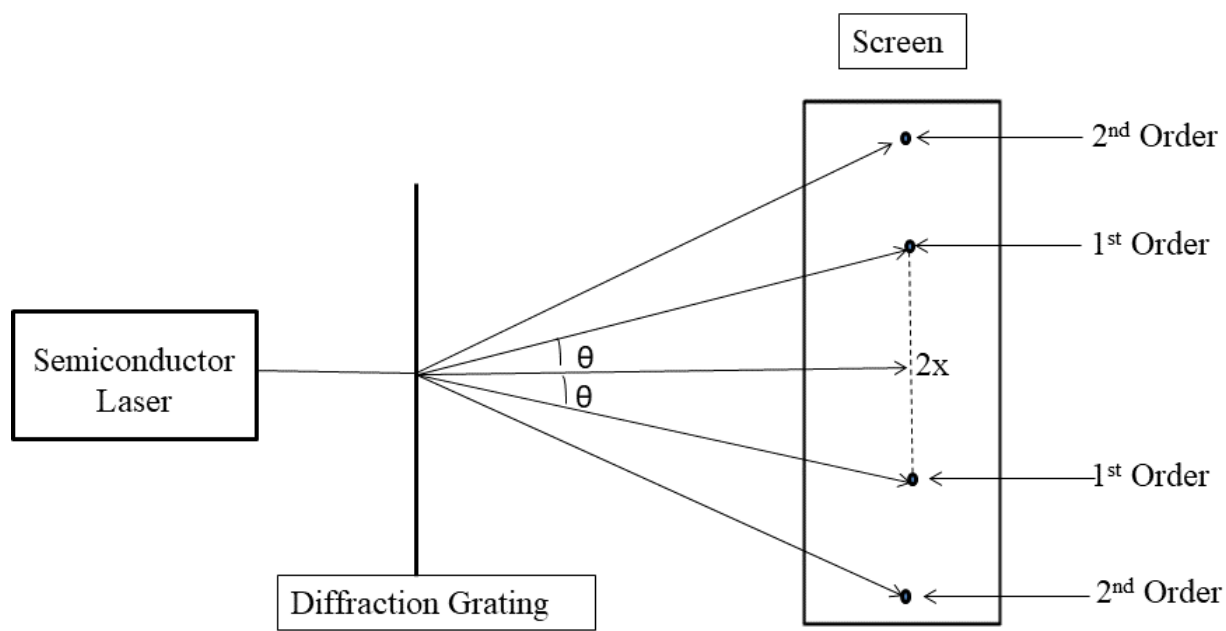 Screen
2nd Order
1st Order
Semiconductor
Laser
θ
θ
2x
1st Order
2nd Order
Diffraction Grating